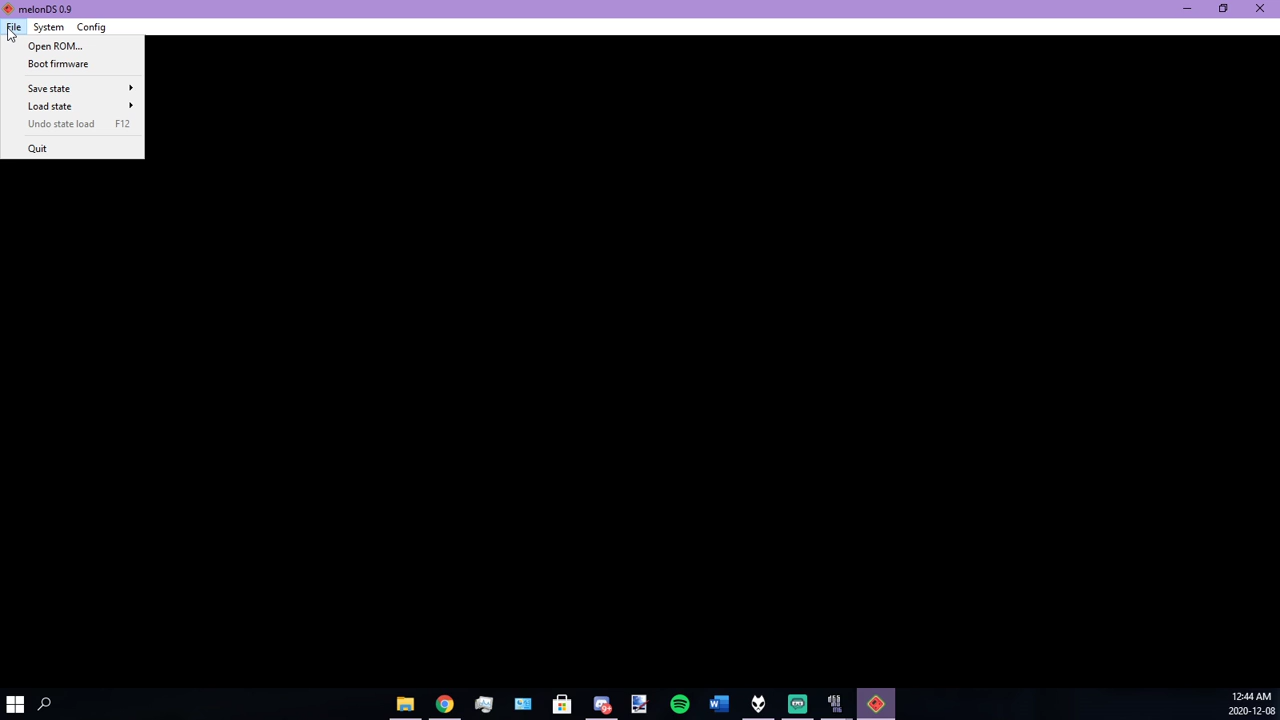 melonDS 0.9
File System Config
Open ROM...
Boot firmware
Save state
Load state
Undo state load F12
Quit
9+
12:44 AM
2020-12-08